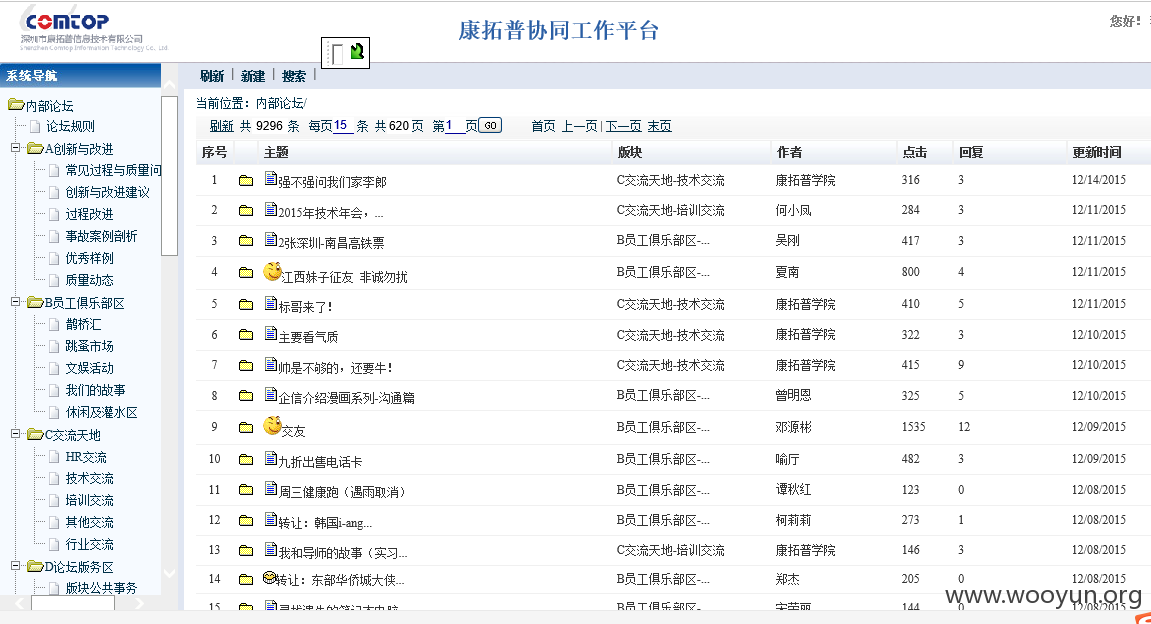 COMTOP
深圳市康拓普信息技术有限公司
Shenzhen Comtop Information Technology Co. Ltd.
康拓普协同工作平台
您好！
系统导航
内部论坛
论坛规则
A创新与改进
常见过程与质量问
创新与改进建议
过程改进
事故案例剖析
优秀样例
质量动态
B员工俱乐部区
鹊桥汇
跳蚤市场
文娱活动
我们的故事
休闲及灌水区
C交流天地
HR交流
技术交流
培训交流
其他交流
行业交流
D论坛版务区
版块公共事务
刷新 | 新建 | 搜索 |
当前位置：内部论坛/
刷新 共 9296 条 每页15 条 共 620 页 第1 页 GO 首页 上一页|下一页 末页
序号 主题 版块 作者 点击 回复 更新时间
1 强不强问我们家李郎 C交流天地-技术交流 康拓普学院 316 3 12/14/2015
2 2015年技术年会，... C交流天地-培训交流 何小凤 284 3 12/11/2015
3 2张深圳-南昌高铁票 B员工俱乐部区-... 吴刚 417 3 12/11/2015
4 江西妹子征友 非诚勿扰 B员工俱乐部区-... 夏南 800 4 12/11/2015
5 标哥来了！ C交流天地-技术交流 康拓普学院 410 5 12/11/2015
6 主要看气质 C交流天地-技术交流 康拓普学院 322 3 12/10/2015
7 帅是不够的，还要牛！ C交流天地-技术交流 康拓普学院 415 9 12/10/2015
8 企信介绍漫画系列-沟通篇 B员工俱乐部区-... 曾明恩 325 5 12/10/2015
9 交友 B员工俱乐部区-... 邓源彬 1535 12 12/09/2015
10 九折出售电话卡 B员工俱乐部区-... 喻厅 482 3 12/09/2015
11 周三健康跑（遇雨取消） B员工俱乐部区-... 谭秋红 123 0 12/08/2015
12 转让：韩国i-ang... B员工俱乐部区-... 柯莉莉 273 1 12/08/2015
13 我和导师的故事（实习... C交流天地-培训交流 康拓普学院 146 3 12/08/2015
14 转让：东部华侨城大侠... B员工俱乐部区-... 郑杰 205 0 12/08/2015
15 寻找遗失的笔记本电脑 B员工俱乐部区-... 144 0 12/08/2015
www.wooyun.org